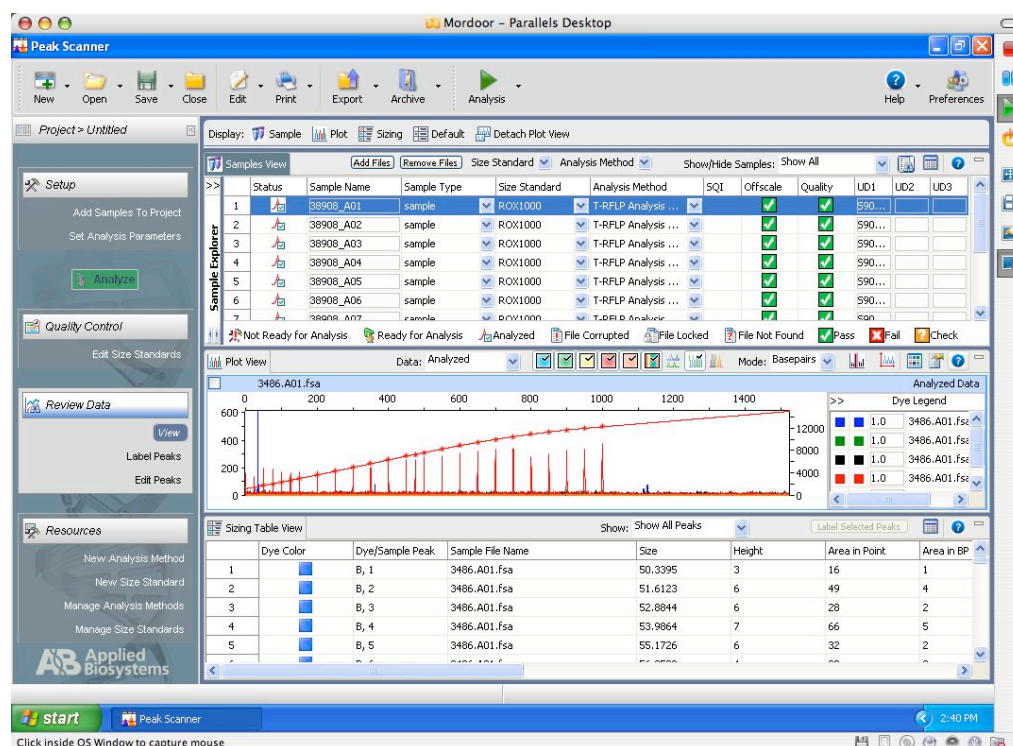 Mordoor – Parallels Desktop
Peak Scanner
New Open Save Close Edit Print Export Archive Analysis Help Preferences
Project > Untitled
Display: Sample Plot Sizing Default Detach Plot View
Samples View Add Files Remove Files Size Standard Analysis Method Show/Hide Samples: Show All
>> Status Sample Name Sample Type Size Standard Analysis Method SQI Offscale Quality UD1 UD2 UD3
1 38908_A01 sample ROX1000 T-RFLP Analysis ... S90...
2 38908_A02 sample ROX1000 T-RFLP Analysis ... S90...
3 38908_A03 sample ROX1000 T-RFLP Analysis ... S90...
4 38908_A04 sample ROX1000 T-RFLP Analysis ... S90...
5 38908_A05 sample ROX1000 T-RFLP Analysis ... S90...
6 38908_A06 sample ROX1000 T-RFLP Analysis ... S90...
7 38908_A07 sample ROX1000 T-RFLP Analysis ... S90
Sample Explorer
Not Ready for Analysis Ready for Analysis Analyzed File Corrupted File Locked File Not Found Pass Fail Check
Setup
Add Samples To Project
Set Analysis Parameters
Analyze
Quality Control
Edit Size Standards
Review Data
View
Label Peaks
Edit Peaks
Resources
New Analysis Method
New Size Standard
Manage Analysis Methods
Manage Size Standards
AB Applied Biosystems
Plot View Data: Analyzed Mode: Basepairs
3486.A01.fsa Analyzed Data
0 200 400 600 800 1000 1200 1400
600
400
200
0
12000
8000
4000
0
>> Dye Legend
1.0 3486.A01.fsa
1.0 3486.A01.fsa
1.0 3486.A01.fsa
1.0 3486.A01.fsa
Sizing Table View Show: Show All Peaks Label Selected Peaks
Dye Color Dye/Sample Peak Sample File Name Size Height Area in Point Area in BP
1 B, 1 3486.A01.fsa 50.3395 3 16 1
2 B, 2 3486.A01.fsa 51.6123 6 49 4
3 B, 3 3486.A01.fsa 52.8844 6 28 2
4 B, 4 3486.A01.fsa 53.9864 7 66 5
5 B, 5 3486.A01.fsa 55.1726 6 32 2
start Peak Scanner 2:40 PM
Click inside OS Window to capture mouse